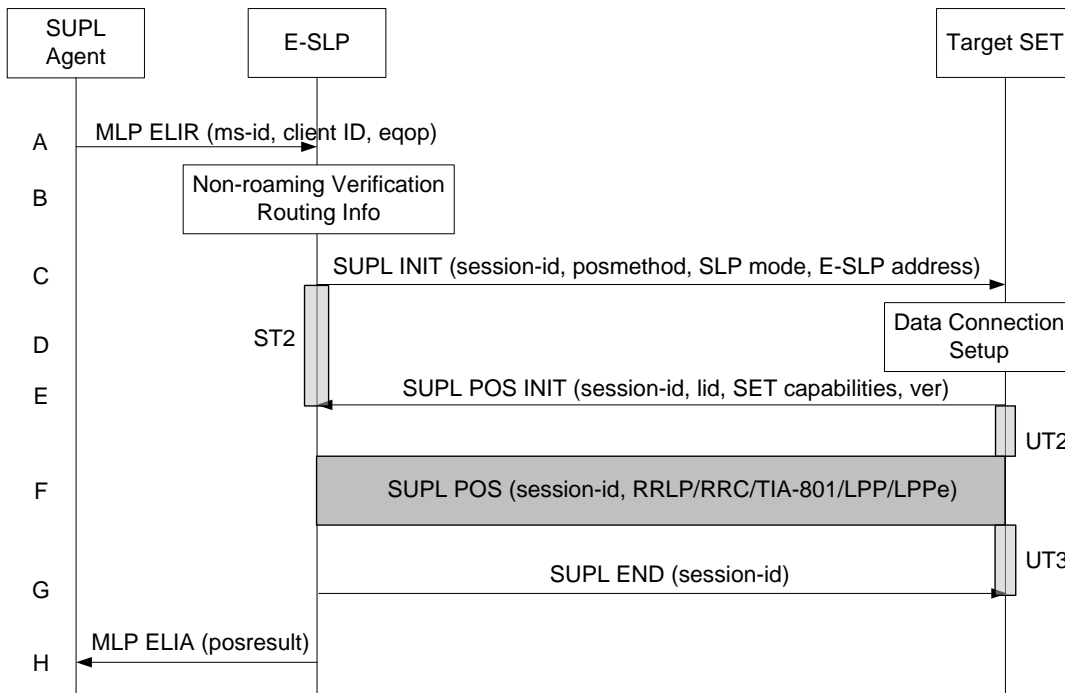 SUPL
Agent
E-SLP
Target SET
A
MLP ELIR (ms-id, client ID, eqop)
B
Non-roaming Verification
Routing Info
C
SUPL INIT (session-id, posmethod, SLP mode, E-SLP address)
D
ST2
Data Connection
Setup
E
SUPL POS INIT (session-id, lid, SET capabilities, ver)
UT2
F
SUPL POS (session-id, RRLP/RRC/TIA-801/LPP/LPPe)
UT3
G
SUPL END (session-id)
H
MLP ELIA (posresult)